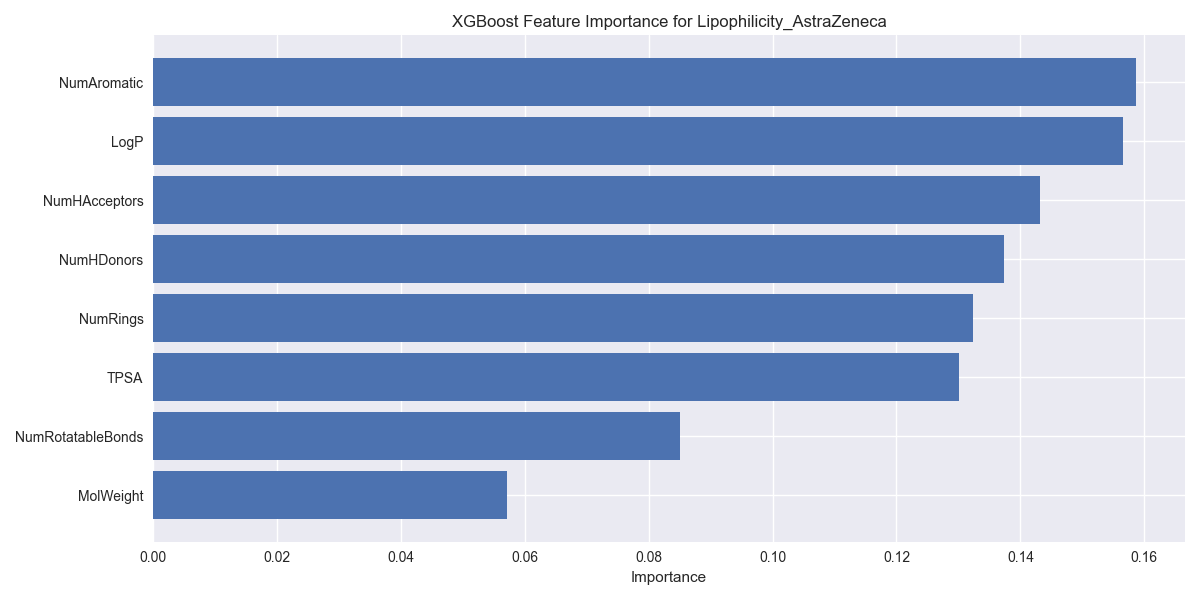 XGBoost Feature Importance for Lipophilicity_AstraZeneca
NumAromatic
LogP
NumHAcceptors
NumHDonors
NumRings
TPSA
NumRotatableBonds
MolWeight
0.00 0.02 0.04 0.06 0.08 0.10 0.12 0.14 0.16
Importance